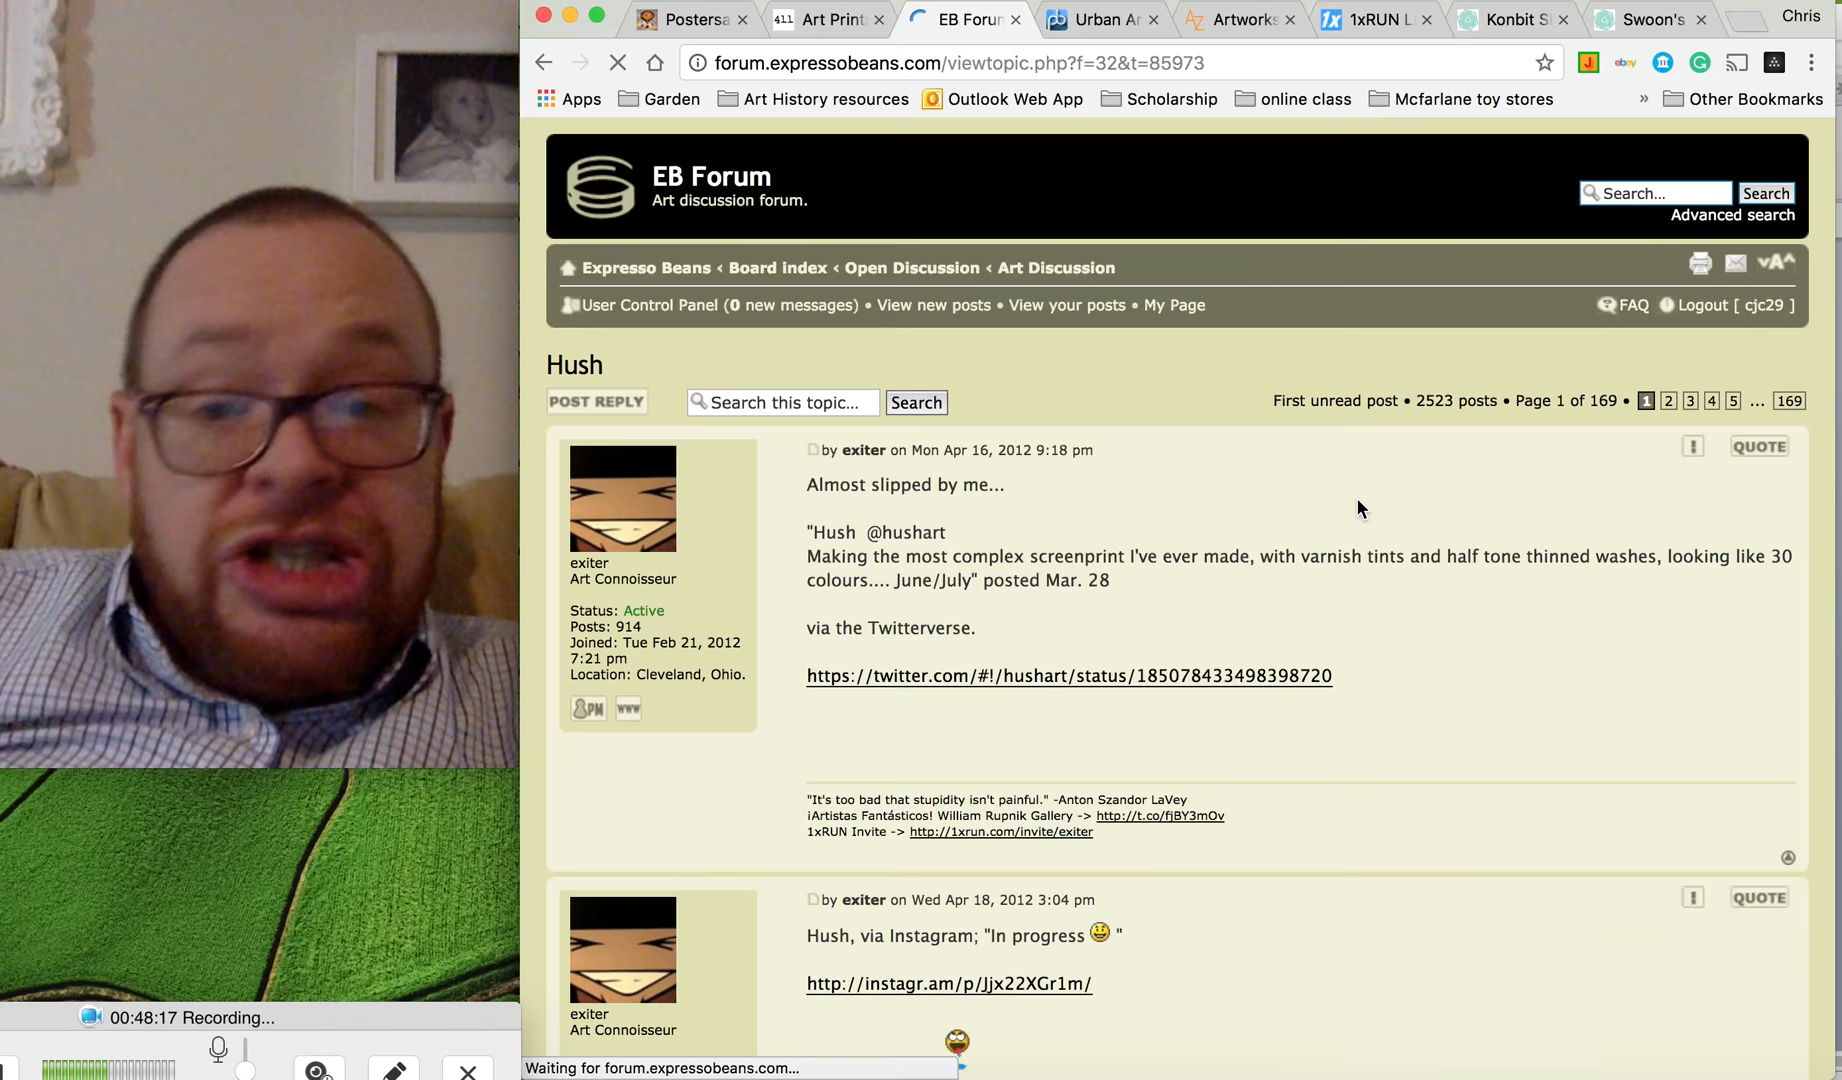 Postersa
411 Art Print
EB Forun
Urban Ar
AZ Artworks
1x 1xRUN L
Konbit S
Swoon's
Chris
forum.expressobeans.com/viewtopic.php?f=32&t=85973
ebay
Apps
Garden
Art History resources
Outlook Web App
Scholarship
online class
Mcfarlane toy stores
»
Other Bookmarks
EB Forum
Art discussion forum.
Search...
Search
Advanced search
Expresso Beans ‹ Board index ‹ Open Discussion ‹ Art Discussion
vA^
User Control Panel (0 new messages) • View new posts • View your posts • My Page
FAQ
Logout [ cjc29 ]
Hush
POST REPLY
Search this topic...
Search
First unread post • 2523 posts • Page 1 of 169 • 1 2 3 4 5 ... 169
by exiter on Mon Apr 16, 2012 9:18 pm
!
QUOTE
Almost slipped by me...
"Hush @hushart
Making the most complex screenprint I've ever made, with varnish tints and half tone thinned washes, looking like 30
colours.... June/July" posted Mar. 28
via the Twitterverse.
https://twitter.com/#!/hushart/status/185078433498398720
exiter
Art Connoisseur
Status: Active
Posts: 914
Joined: Tue Feb 21, 2012
7:21 pm
Location: Cleveland, Ohio.
PM
WWW
"It's too bad that stupidity isn't painful." -Anton Szandor LaVey
¡Artistas Fantásticos! William Rupnik Gallery -> http://t.co/fjBY3mOv
1xRUN Invite -> http://1xrun.com/invite/exiter
by exiter on Wed Apr 18, 2012 3:04 pm
!
QUOTE
Hush, via Instagram; "In progress "
http://instagr.am/p/Jjx22XGr1m/
exiter
Art Connoisseur
00:48:17 Recording...
Waiting for forum.expressobeans.com...